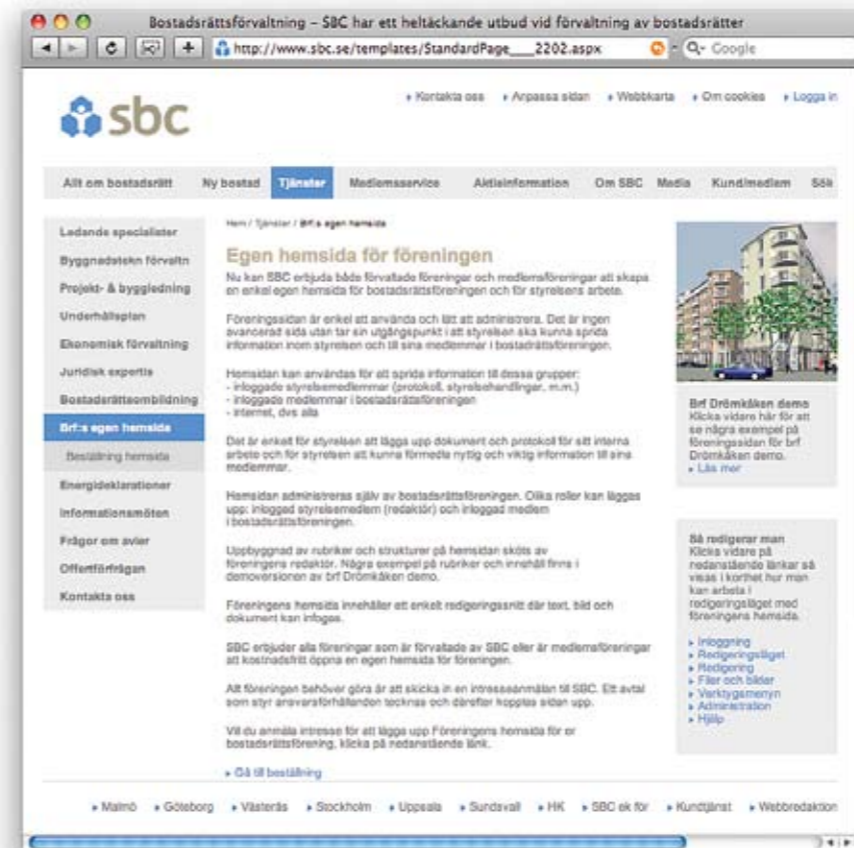 Bostadsrättsförvaltning – SBC har ett heltäckande utbud vid förvaltning av bostadsrätter
http://www.sbc.se/templates/StandardPage____2202.aspx
Google
sbc
Kontakta oss Anpassa sidan Webbkarta Om cookies Logga in
Allt om bostadsrätt Ny bostad Tjänster Medlemsservice Aktieinformation Om SBC Media Kund/medlem Sök
Ledande specialister
Byggnadstekn förvaltn
Projekt- & byggledning
Underhållsplan
Ekonomisk förvaltning
Juridisk expertis
Bostadsrättsombildning
Brf:s egen hemsida
Beställning hemsida
Energideklarationer
Informationsmöten
Frågor om avier
Offertförfrågan
Kontakta oss
Hem / Tjänster / Brf:s egen hemsida
Egen hemsida för föreningen
Nu kan SBC erbjuda både förvaltade föreningar och medlemsföreningar att skapa
en enkel egen hemsida för bostadsrättsföreningen och för styrelsens arbete.
Föreningssidan är enkel att använda och lätt att administrera. Det är ingen
avancerad sida utan tar sin utgångspunkt i att styrelsen ska kunna sprida
information inom styrelsen och till sina medlemmar i bostadrättsföreningen.
Hemsidan kan användas för att sprida information till dessa grupper:
- inloggade styrelsemedlemmar (protokoll, styrelsehandlingar, m.m.)
- inloggade medlemmar i bostadsrätsföreningen
- internet, dvs alla
Det är enkelt för styrelsen att lägga upp dokument och protokoll för sitt interna
arbete och för styrelsen att kunna förmedla nyttig och viktig information till sina
medlemmar.
Hemsidan administreras själv av bostadsrättsföreningen. Olika roller kan läggas
upp: inloggad styrelsemedlem (redaktör) och inloggad medlem
i bostadsrättsföreningen.
Uppbyggnad av rubriker och strukturer på hemsidan sköts av
föreningens redaktör. Några exempel på rubriker och innehåll finns i
demoversionen av brf Drömkåken demo.
Föreningens hemsida innehåller ett enkelt redigeringssnitt där text, bild och
dokument kan infogas.
SBC erbjuder alla föreningar som är förvaltade av SBC eller är medlemsföreningar
att kostnadsfritt öppna en egen hemsida för föreningen.
Allt föreningen behöver göra är att skicka in en intresseanmälan till SBC. Ett avtal
som styr ansvarsförhållanden tecknas och därefter kopplas sidan upp.
Vill du anmäla intresse för att lägga upp Föreningens hemsida för er
bostadsrättsförening, klicka på nedanstående länk.
Gå till beställning
Brf Drömkåken demo
Klicka vidare här för att
se några exempel på
föreningssidan för brf
Drömkåken demo.
Läs mer
Så redigerar man
Klicka vidare på
nedanstående länkar så
visas i korthet hur man
kan arbeta i
redigeringsläget med
föreningens hemsida.
Inloggning
Redigeringsläget
Redigering
Filer och bilder
Verktygsmenyn
Administration
Hjälp
Malmö Göteborg Västerås Stockholm Uppsala Sundsvall HK SBC ek för Kundtjänst Webbredaktion